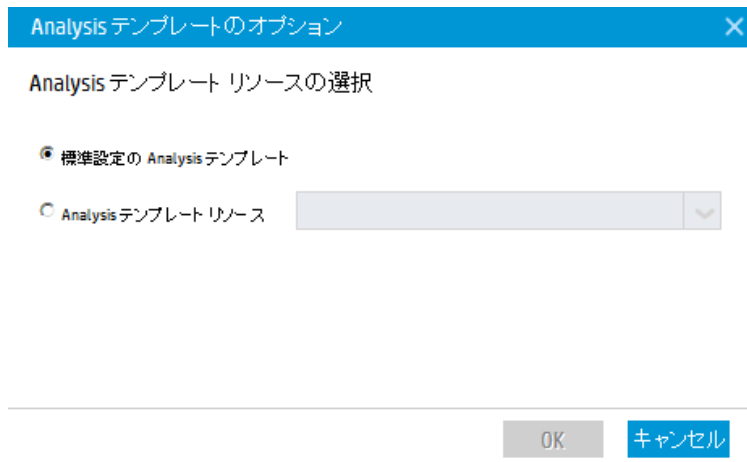 Analysis テンプレートのオプション
Analysis テンプレート リソースの選択
標準設定の Analysis テンプレート
Analysis テンプレート リソース
OK
キャンセル